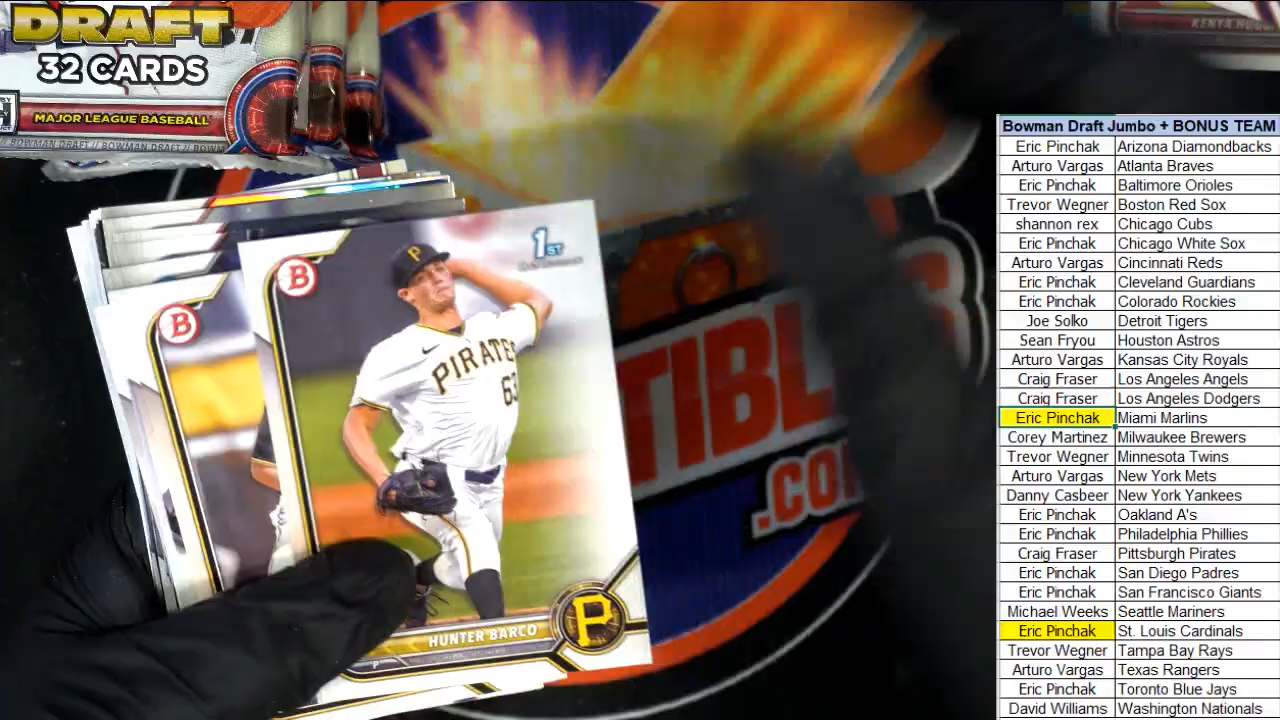 DRAFT
32 CARDS
MAJOR LEAGUE BASEBALL
// BOWMAN DRAFT // BOWMAN DRAFT // BOWM
KENYA HUGG
B
B
1ST
P
PIRATES
63
HUNTER BARCO
P
P
TIBL
.CO
Bowman Draft Jumbo + BONUS TEAM
Eric Pinchak Arizona Diamondbacks
Arturo Vargas Atlanta Braves
Eric Pinchak Baltimore Orioles
Trevor Wegner Boston Red Sox
shannon rex Chicago Cubs
Eric Pinchak Chicago White Sox
Arturo Vargas Cincinnati Reds
Eric Pinchak Cleveland Guardians
Eric Pinchak Colorado Rockies
Joe Solko Detroit Tigers
Sean Fryou Houston Astros
Arturo Vargas Kansas City Royals
Craig Fraser Los Angeles Angels
Craig Fraser Los Angeles Dodgers
Eric Pinchak Miami Marlins
Corey Martinez Milwaukee Brewers
Trevor Wegner Minnesota Twins
Arturo Vargas New York Mets
Danny Casbeer New York Yankees
Eric Pinchak Oakland A's
Eric Pinchak Philadelphia Phillies
Craig Fraser Pittsburgh Pirates
Eric Pinchak San Diego Padres
Eric Pinchak San Francisco Giants
Michael Weeks Seattle Mariners
Eric Pinchak St. Louis Cardinals
Trevor Wegner Tampa Bay Rays
Arturo Vargas Texas Rangers
Eric Pinchak Toronto Blue Jays
David Williams Washington Nationals